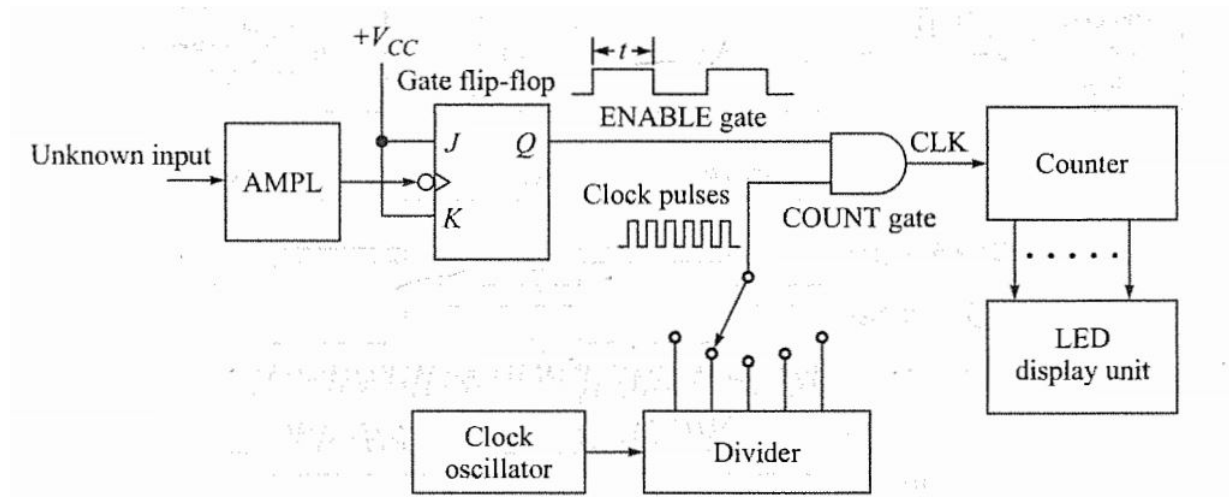 +V_CC
Gate flip-flop
t
ENABLE gate
Unknown input
AMPL
J
Q
K
CLK
Counter
Clock pulses
COUNT gate
LED
display unit
Clock
oscillator
Divider